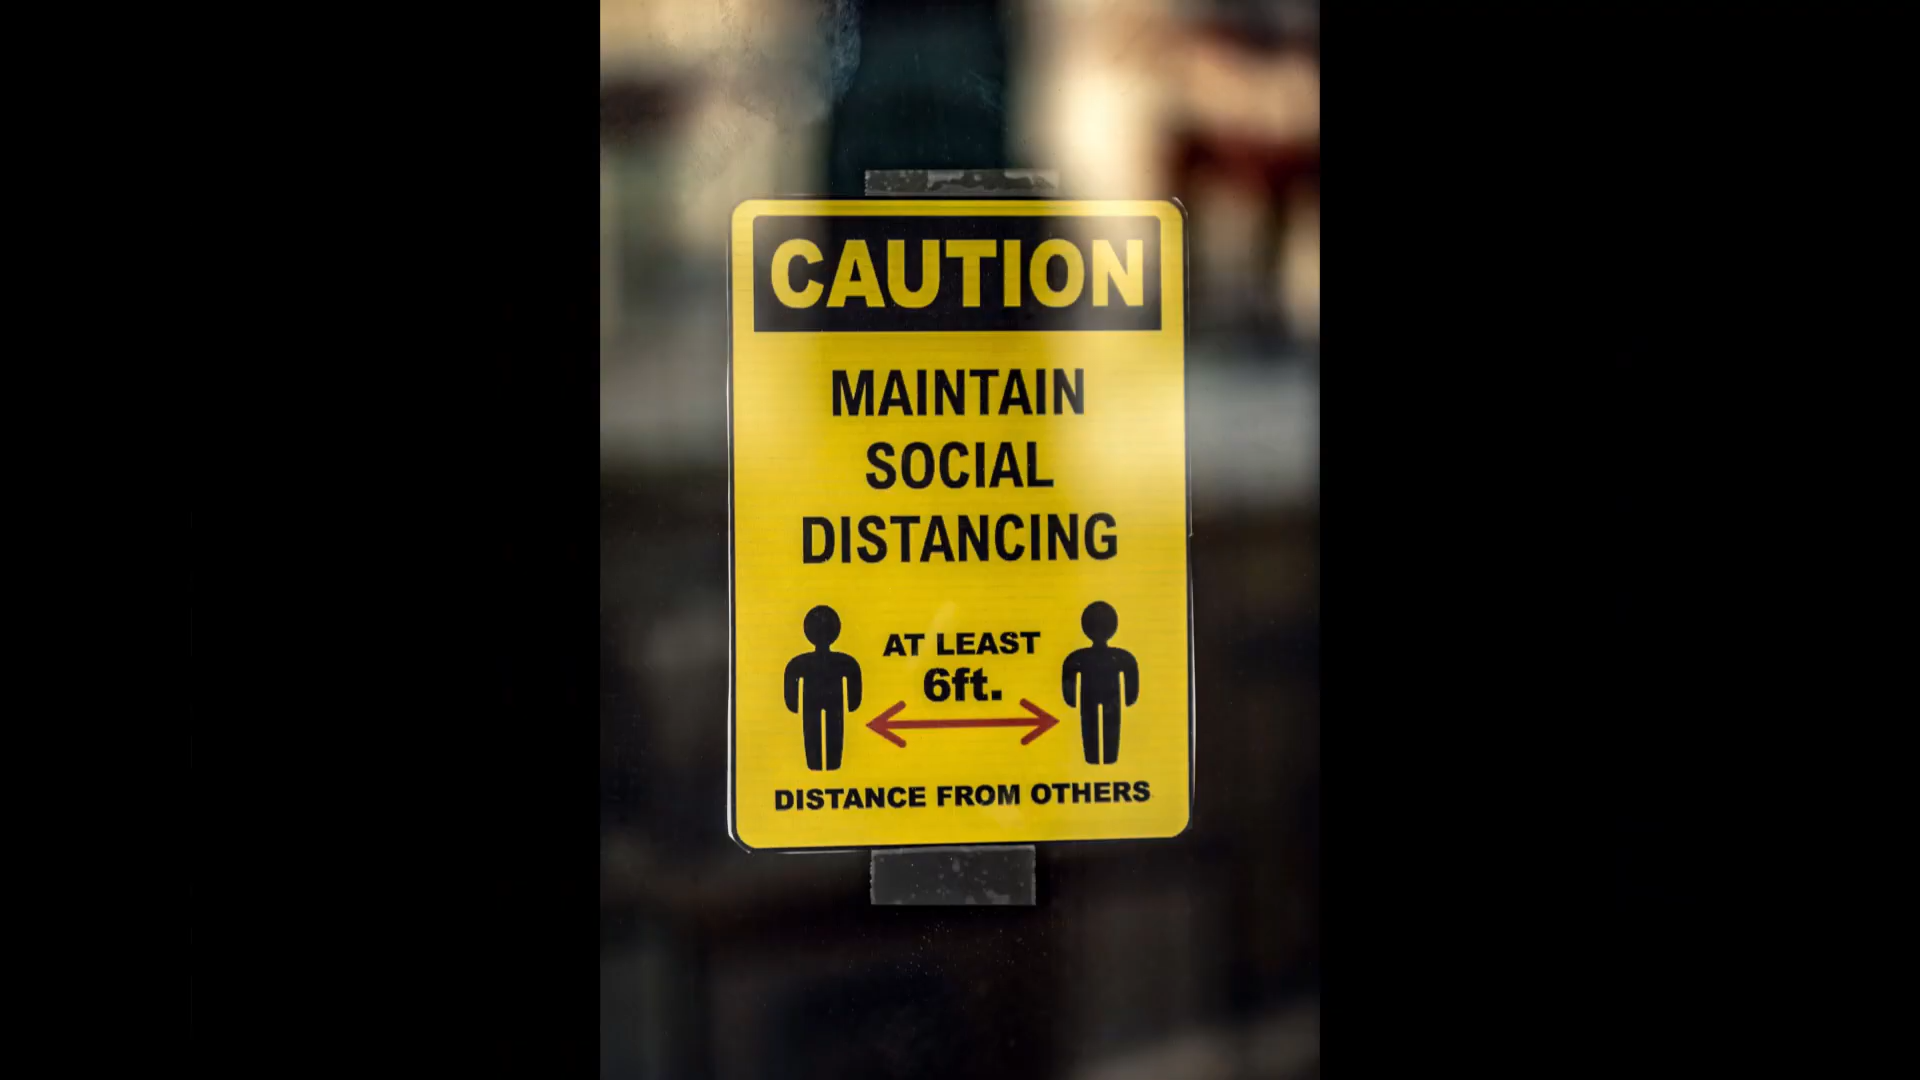 CAUTION
MAINTAIN
SOCIAL
DISTANCING
AT LEAST
6ft.
DISTANCE FROM OTHERS